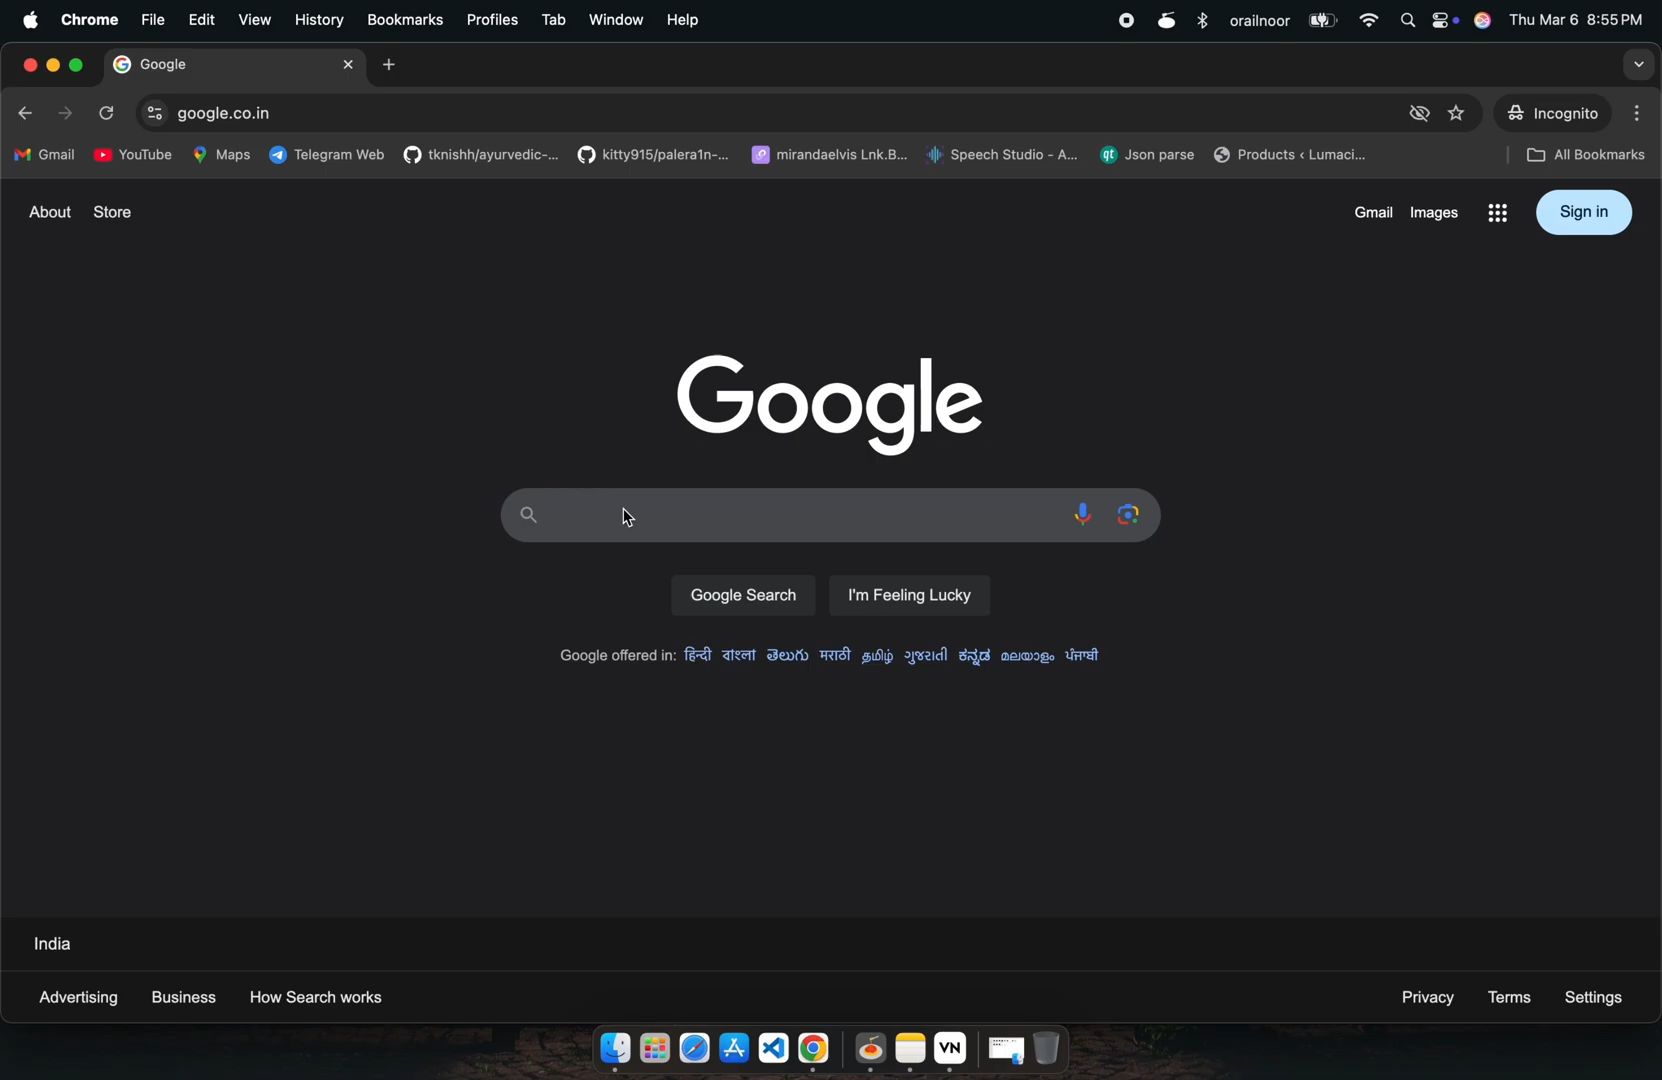 Chrome File Edit View History Bookmarks Profiles Tab Window Help orailnoor Thu Mar 6 8:55 PM
Google
google.co.in Incognito
Gmail YouTube Maps Telegram Web tknishh/ayurvedic-... kitty915/palera1n-... mirandaelvis Lnk.B... Speech Studio - A... Json parse Products < Lumaci... All Bookmarks
About Store Gmail Images Sign in
Google
Google Search I'm Feeling Lucky
Google offered in: हिन्दी বাংলা తెలుగు मराठी தமிழ் ગુજરાતી ಕನ್ನಡ മലയാളം ਪੰਜਾਬੀ
India
Advertising Business How Search works Privacy Terms Settings
VN